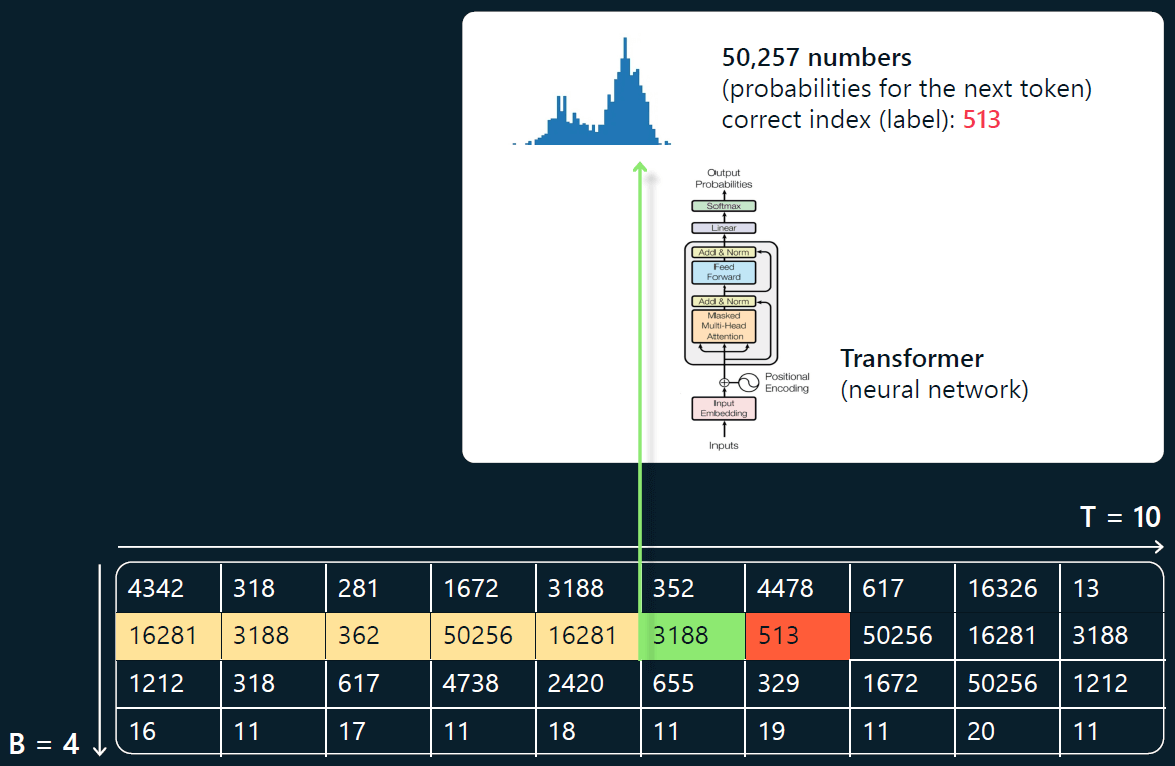 50,257 numbers
(probabilities for the next token)
correct index (label): 513
Output
Probabilities
Softmax
Linear
Add & Norm
Feed
Forward
Add & Norm
Masked
Multi-Head
Attention
Positional
Encoding
Input
Embedding
Inputs
Transformer
(neural network)
T = 10
4342 318 281 1672 3188 352 4478 617 16326 13
16281 3188 362 50256 16281 3188 513 50256 16281 3188
1212 318 617 4738 2420 655 329 1672 50256 1212
16 11 17 11 18 11 19 11 20 11
B = 4